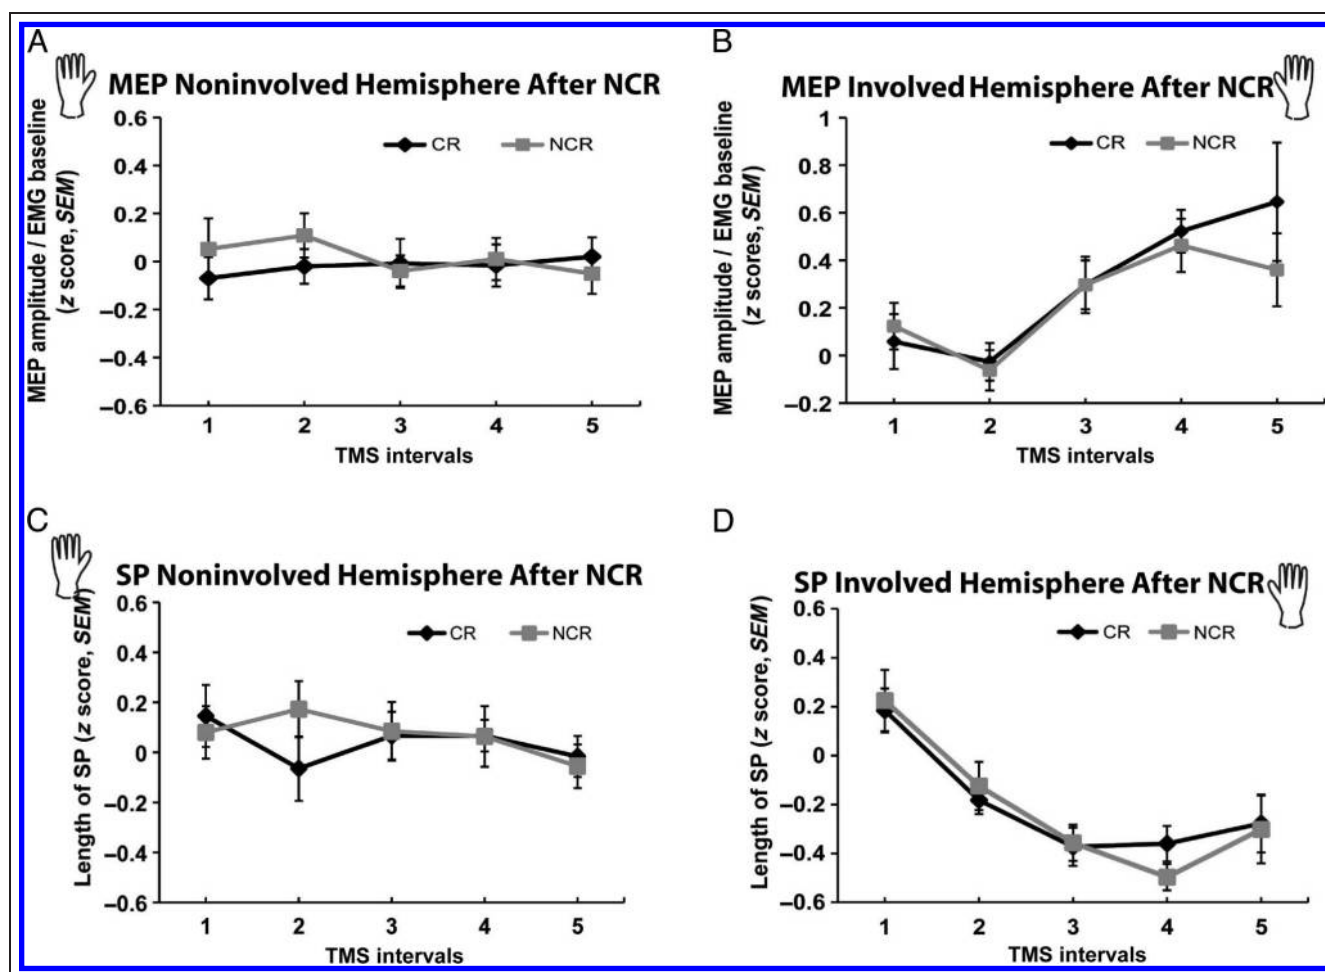 A
MEP Noninvolved Hemisphere After NCR
MEP amplitude / EMG baseline
(z score, SEM)
0.6
0.4
0.2
0
–0.2
–0.4
–0.6
CR
NCR
1 2 3 4 5
TMS intervals
B
MEP Involved Hemisphere After NCR
MEP amplitude / EMG baseline
(z scores, SEM)
1
0.8
0.6
0.4
0.2
0
–0.2
CR
NCR
1 2 3 4 5
TMS intervals
C
SP Noninvolved Hemisphere After NCR
Length of SP (z score, SEM)
0.6
0.4
0.2
0
–0.2
–0.4
–0.6
CR
NCR
1 2 3 4 5
TMS intervals
D
SP Involved Hemisphere After NCR
Length of SP (z score, SEM)
0.6
0.4
0.2
0
–0.2
–0.4
–0.6
CR
NCR
1 2 3 4 5
TMS intervals